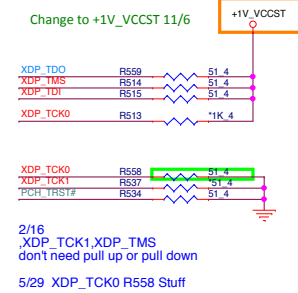 Change to +1V_VCCST 11/6
+1V_VCCST
XDP_TDO R559 51_4
XDP_TMS R514 51_4
XDP_TDI R515 51_4
XDP_TCK0 R513 *1K_4
XDP_TCK0 R558 51_4
XDP_TCK1 R537 *51_4
PCH_TRST# R534 51_4
2/16
,XDP_TCK1,XDP_TMS
don't need pull up or pull down
5/29 XDP_TCK0 R558 Stuff